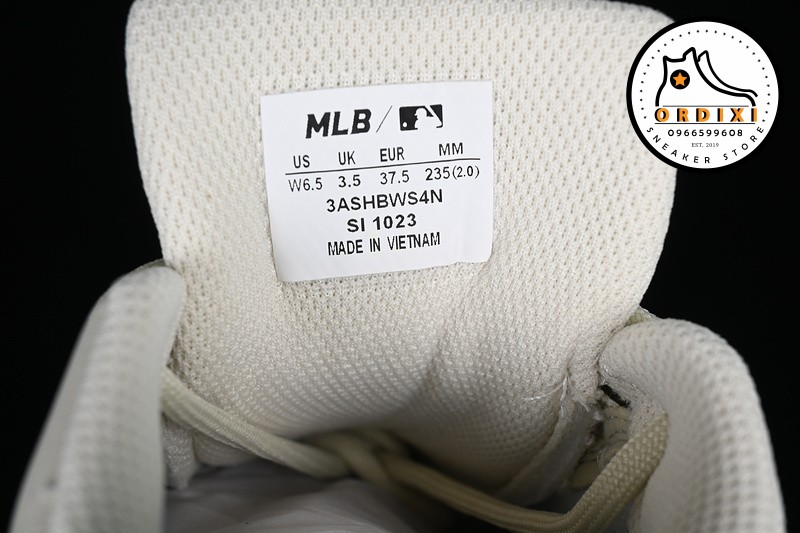 MLB
US UK EUR MM
W6.5 3.5 37.5 235(2.0)
3ASHBWS4N
SI 1023
MADE IN VIETNAM
ORDIXI
0966599608
EST. 2019
SNEAKER STORE